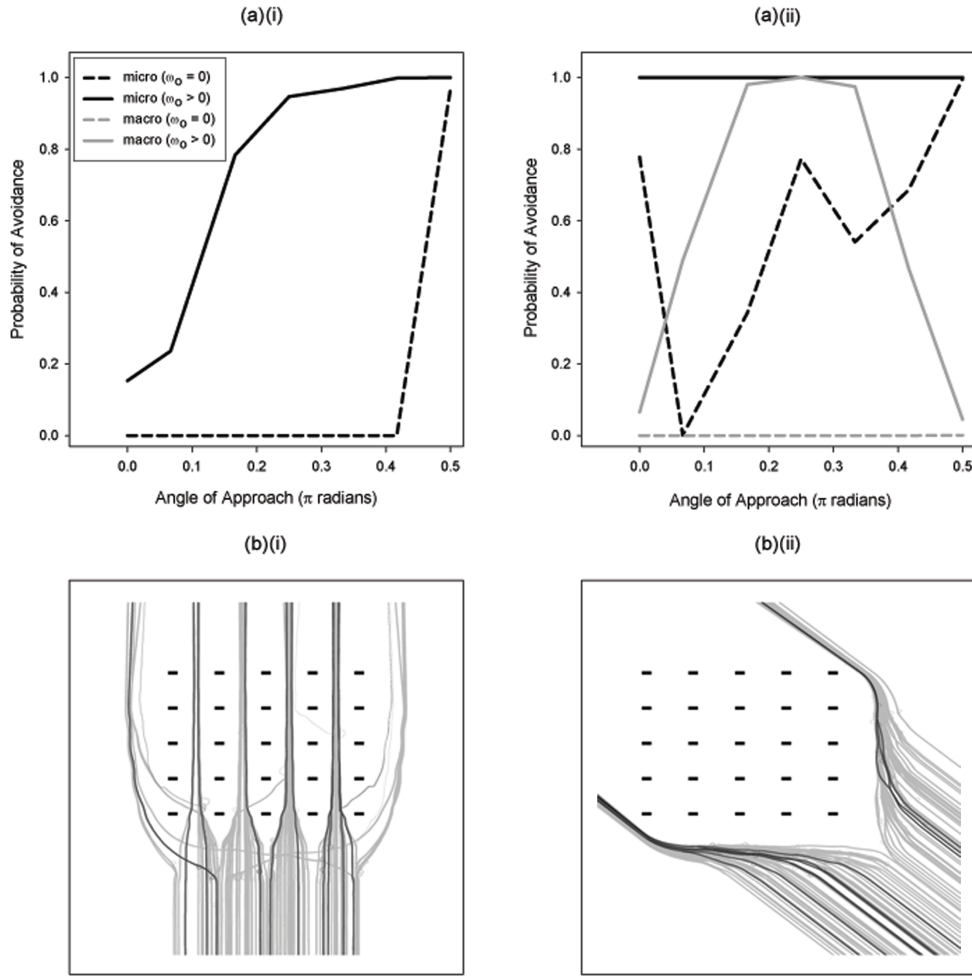 (a)(i)
(a)(ii)
micro (ω₀ = 0)
micro (ω₀ > 0)
macro (ω₀ = 0)
macro (ω₀ > 0)
Probability of Avoidance
1.0
0.8
0.6
0.4
0.2
0.0
0.0 0.1 0.2 0.3 0.4 0.5
Angle of Approach (π radians)
Probability of Avoidance
1.0
0.8
0.6
0.4
0.2
0.0
0.0 0.1 0.2 0.3 0.4 0.5
Angle of Approach (π radians)
(b)(i)
(b)(ii)